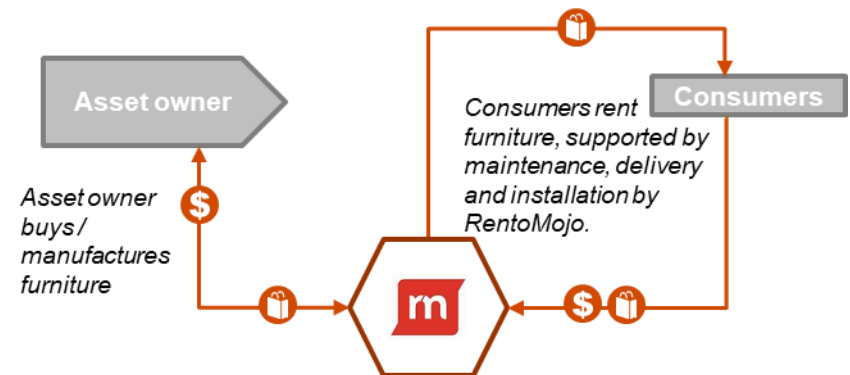 Asset owner
Consumers
Consumers rent
furniture, supported by
maintenance, delivery
and installation by
RentoMojo.
Asset owner
buys /
manufactures
furniture
$
$
rm